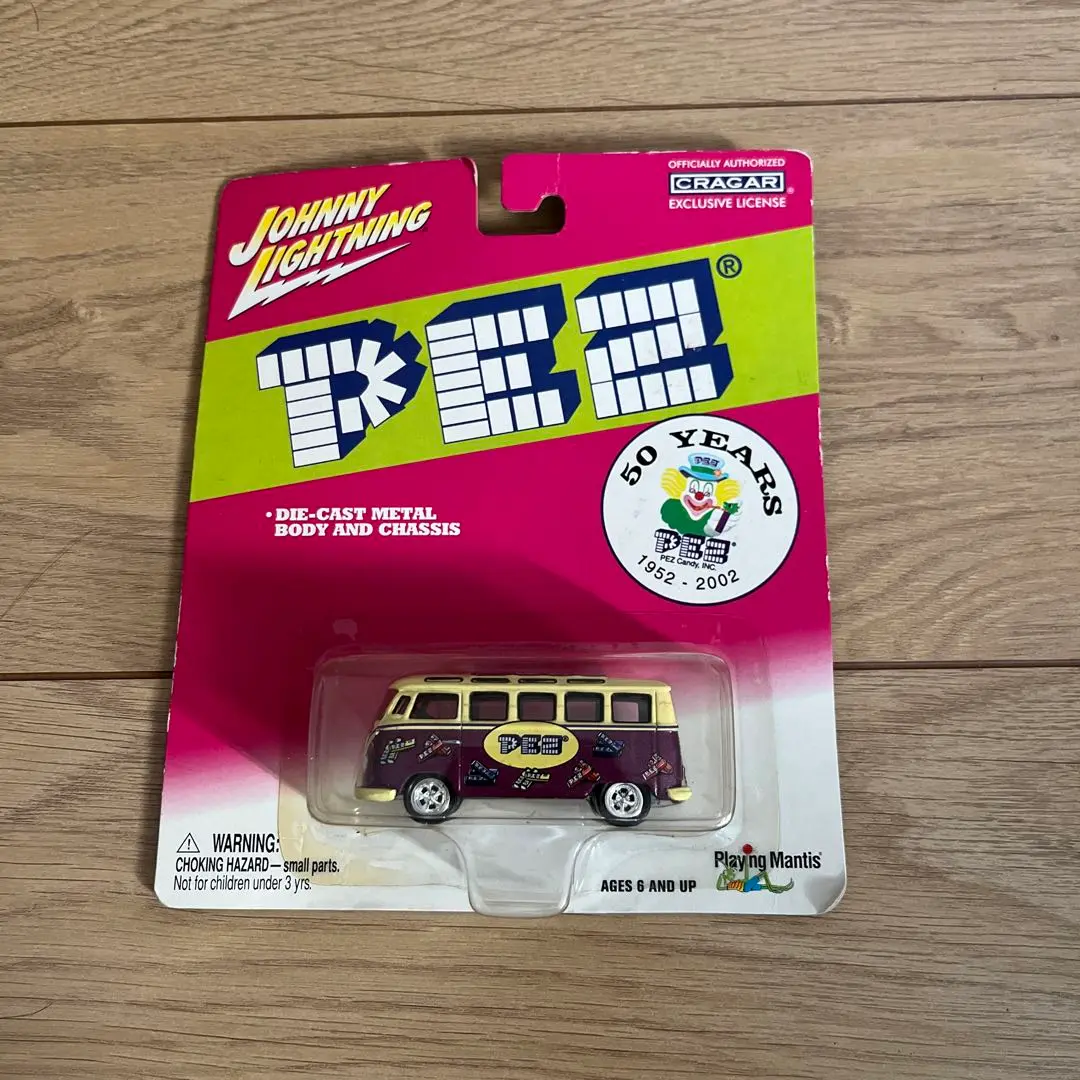 JOHNNY
LIGHTNING
OFFICIALLY AUTHORIZED
CRAGAR®
EXCLUSIVE LICENSE
PEZ®
50 YEARS
PEZ
PEZ
PEZ Candy, INC.
1952 - 2002
• DIE-CAST METAL
BODY AND CHASSIS
PEZ
⚠ WARNING:
CHOKING HAZARD — small parts.
Not for children under 3 yrs.
AGES 6 AND UP
Playing Mantis